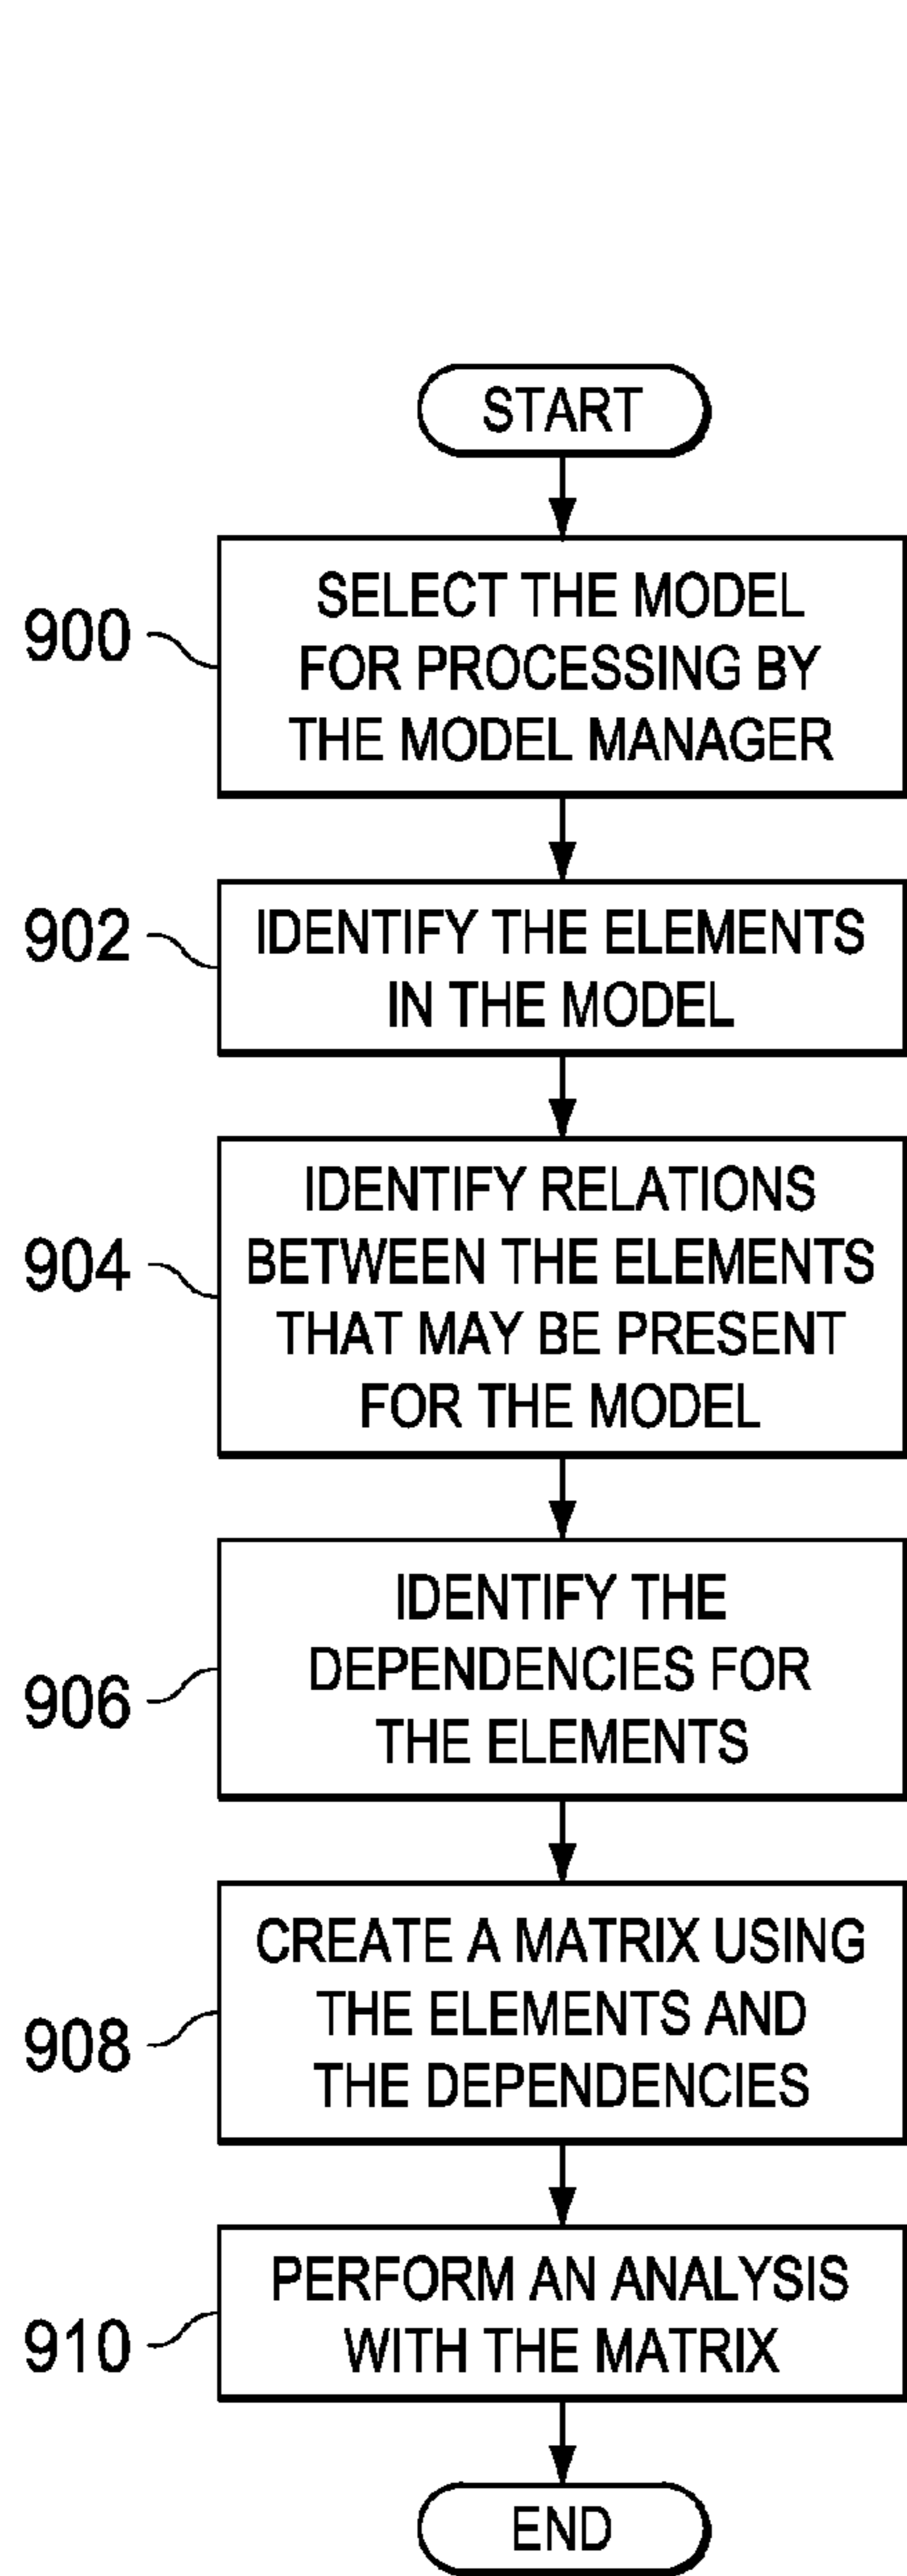 START
900
SELECT THE MODEL
FOR PROCESSING BY
THE MODEL MANAGER
902
IDENTIFY THE ELEMENTS
IN THE MODEL
904
IDENTIFY RELATIONS
BETWEEN THE ELEMENTS
THAT MAY BE PRESENT
FOR THE MODEL
906
IDENTIFY THE
DEPENDENCIES FOR
THE ELEMENTS
908
CREATE A MATRIX USING
THE ELEMENTS AND
THE DEPENDENCIES
910
PERFORM AN ANALYSIS
WITH THE MATRIX
END